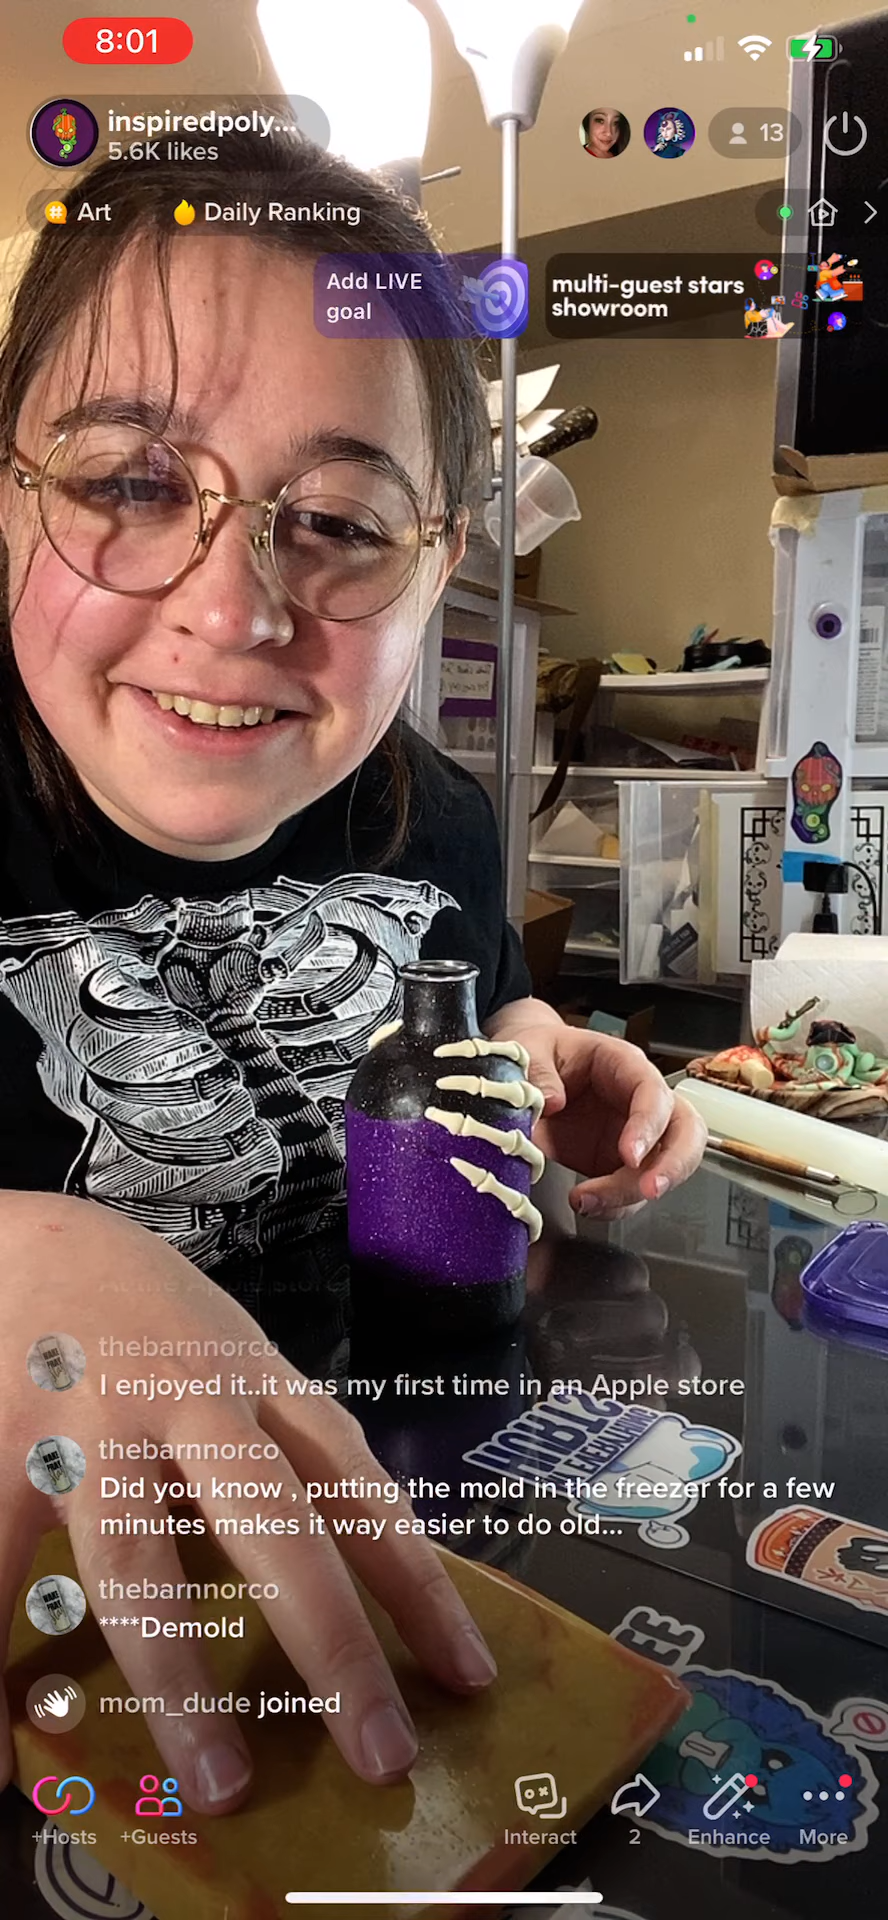 8:01
inspiredpoly...
5.6K likes
13
Art
Daily Ranking
Add LIVE
goal
multi-guest stars
showroom
thebarnnorco
I enjoyed it..it was my first time in an Apple store
thebarnnorco
Did you know , putting the mold in the freezer for a few
minutes makes it way easier to do old...
thebarnnorco
****Demold
mom_dude joined
+Hosts
+Guests
Interact
2
Enhance
More